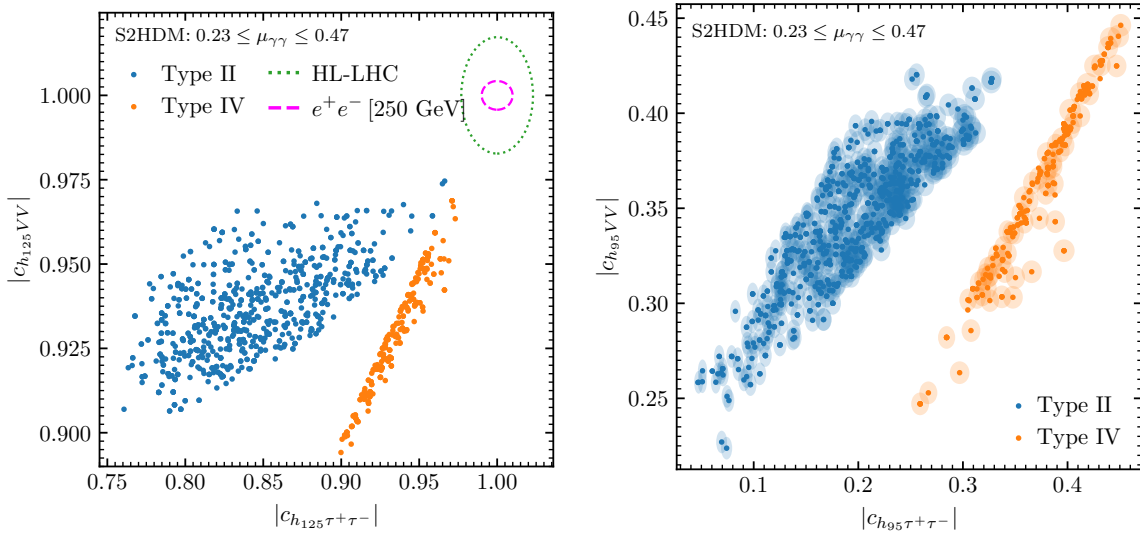 S2HDM: 0.23 ≤ μγγ ≤ 0.47
Type II
Type IV
HL-LHC
e⁺e⁻ [250 GeV]
1.000
0.975
0.950
0.925
0.900
|c_{h₁₂₅VV}|
0.75 0.80 0.85 0.90 0.95 1.00
|c_{h₁₂₅τ⁺τ⁻}|
S2HDM: 0.23 ≤ μγγ ≤ 0.47
0.45
0.40
0.35
0.30
0.25
|c_{h₉₅VV}|
Type II
Type IV
0.1 0.2 0.3 0.4
|c_{h₉₅τ⁺τ⁻}|